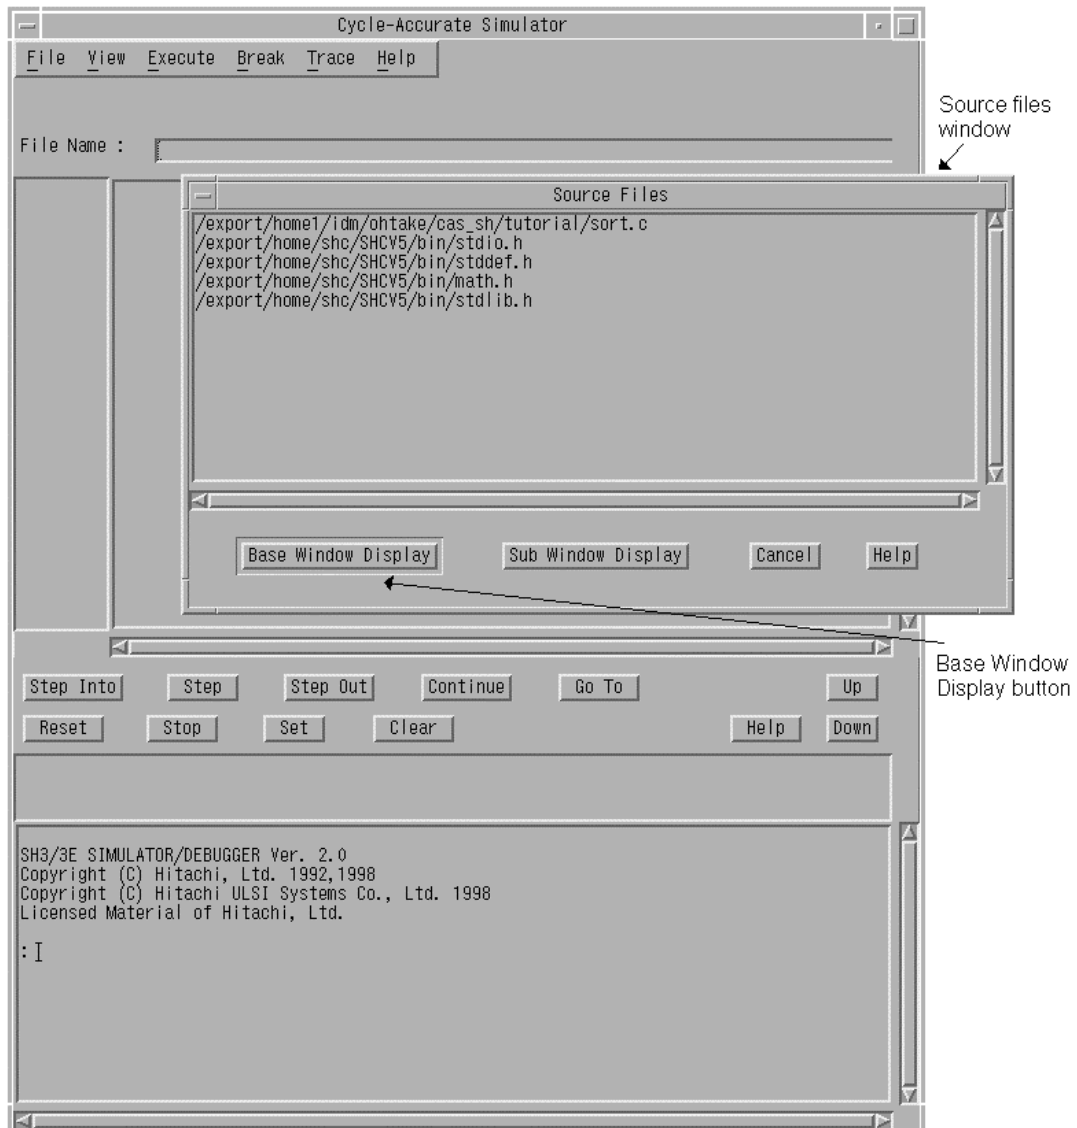 Cycle-Accurate Simulator
File View Execute Break Trace Help
Source files
window
File Name :
Source Files
/export/home1/idm/ohtake/cas_sh/tutorial/sort.c
/export/home/shc/SHCV5/bin/stdio.h
/export/home/shc/SHCV5/bin/stddef.h
/export/home/shc/SHCV5/bin/math.h
/export/home/shc/SHCV5/bin/stdlib.h
Base Window Display Sub Window Display Cancel Help
Base Window
Display button
Step Into Step Step Out Continue Go To Up
Reset Stop Set Clear Help Down
SH3/3E SIMULATOR/DEBUGGER Ver. 2.0
Copyright (C) Hitachi, Ltd. 1992,1998
Copyright (C) Hitachi ULSI Systems Co., Ltd. 1998
Licensed Material of Hitachi, Ltd.
: